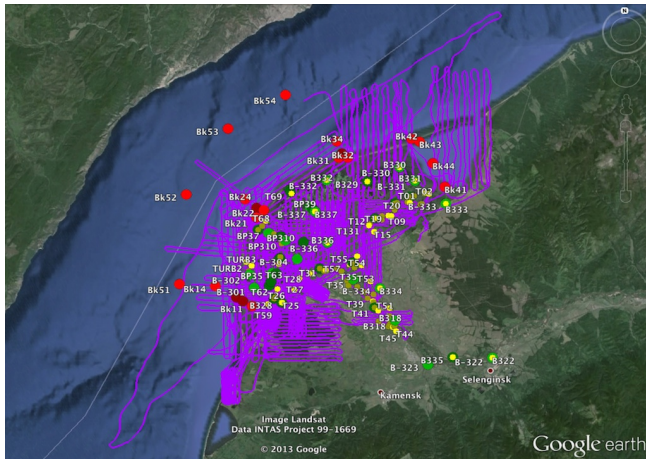 N
Bk54
Bk53
Bk34
Bk42
Bk43
Bk31
Bk32
Bk44
B332
B329
B-330
B330
B-331
B331
Bk41
Bk52
Bk24
T69
B-332
T01
T02
Bk22
BP39
T20
B-333
B333
Bk21
T68
B-337
B337
T12
T19
T09
BP37
T131
T15
BP310
B336
BP310
B-336
TURB3
B-304
T55
T54
TURB2
T31
T57
B-302
BP35
T63
T28
T35
T35
T53
Bk51
Bk14
B-301
T62
T27
B-334
B334
Bk11
B328
T26
T25
T39
T51
T59
T41
B318
B318
T44
T45
B335
B-322
B322
B-323
Selenginsk
Kamensk
Image Landsat
Data INTAS Project 99-1669
© 2013 Google
Google earth